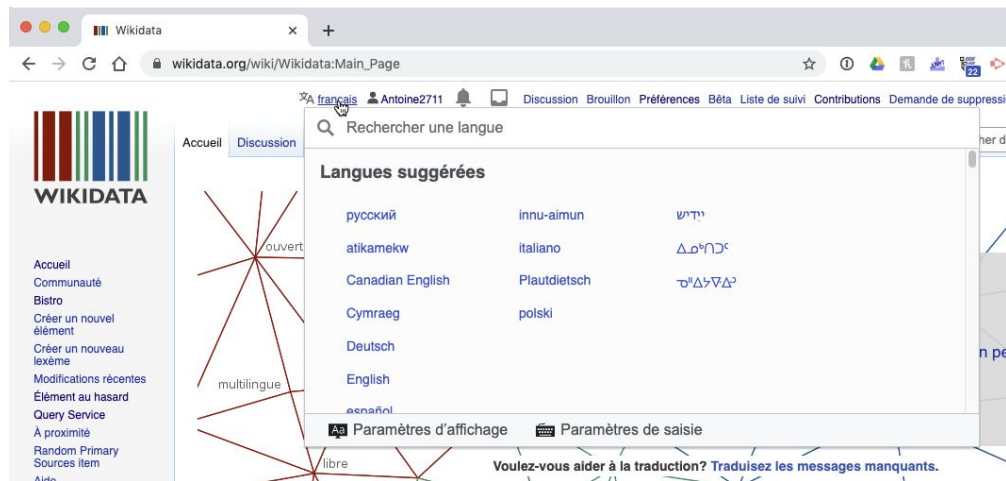 Wikidata
wikidata.org/wiki/Wikidata:Main_Page
22
français Antoine2711 Discussion Brouillon Préférences Bêta Liste de suivi Contributions Demande de suppressi
Accueil Discussion
Rechercher une langue
her d
Langues suggérées
русский innu-aimun ייִדיש
atikamekw italiano ᐃᓄᒃᑎᑐᑦ
Canadian English Plautdietsch
Cymraeg polski
Deutsch
English
español
Paramètres d'affichage Paramètres de saisie
WIKIDATA
Accueil
Communauté
Bistro
Créer un nouvel
élément
Créer un nouveau
lexème
Modifications récentes
Élément au hasard
Query Service
À proximité
Random Primary
Sources item
Aide
ouvert
multilingue
libre
n pe
Voulez-vous aider à la traduction? Traduisez les messages manquants.